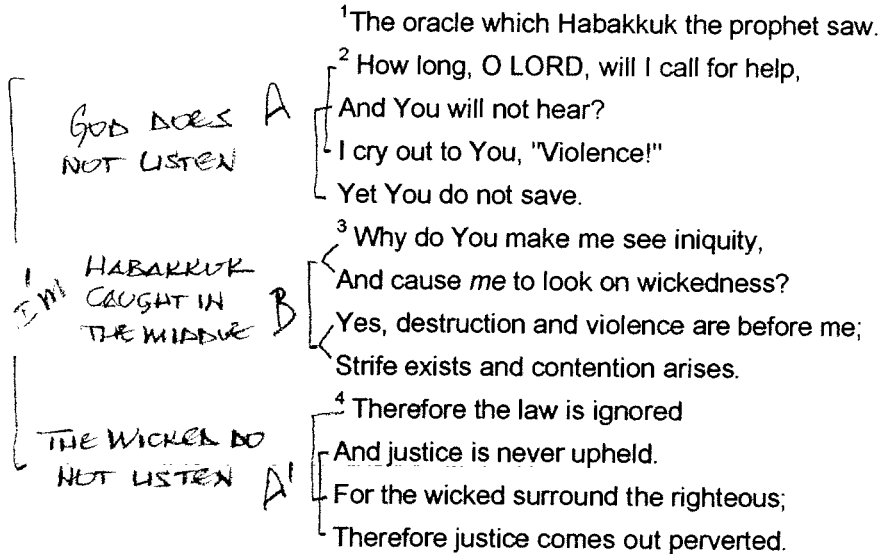 ¹The oracle which Habakkuk the prophet saw.
² How long, O LORD, will I call for help,
GOD DOES A And You will not hear?
NOT LISTEN I cry out to You, "Violence!"
Yet You do not save.
³ Why do You make me see iniquity,
HABAKKUK And cause me to look on wickedness?
I'M CAUGHT IN B Yes, destruction and violence are before me;
THE MIDDLE Strife exists and contention arises.
⁴ Therefore the law is ignored
THE WICKED DO And justice is never upheld.
NOT LISTEN A' For the wicked surround the righteous;
Therefore justice comes out perverted.